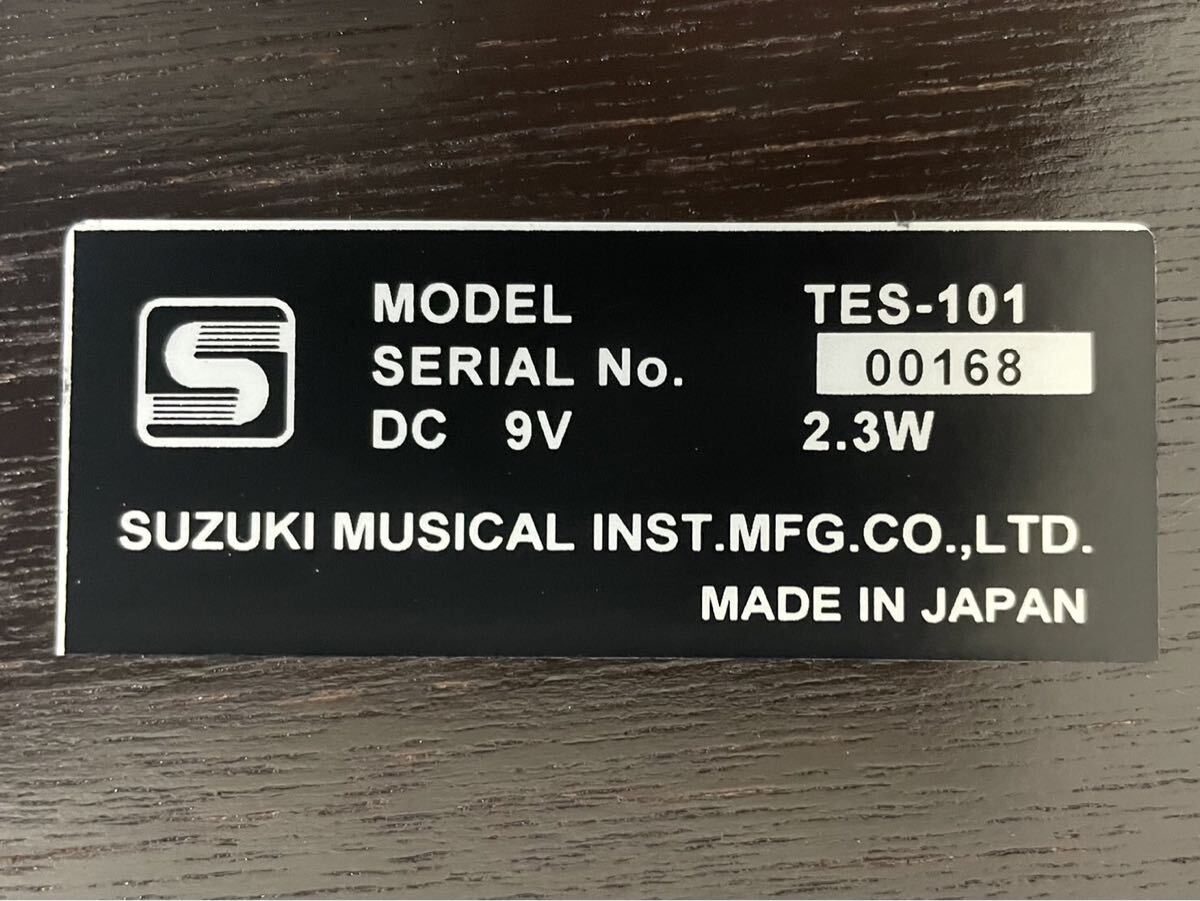 MODEL TES-101
SERIAL No. 00168
DC 9V 2.3W
SUZUKI MUSICAL INST.MFG.CO.,LTD.
MADE IN JAPAN